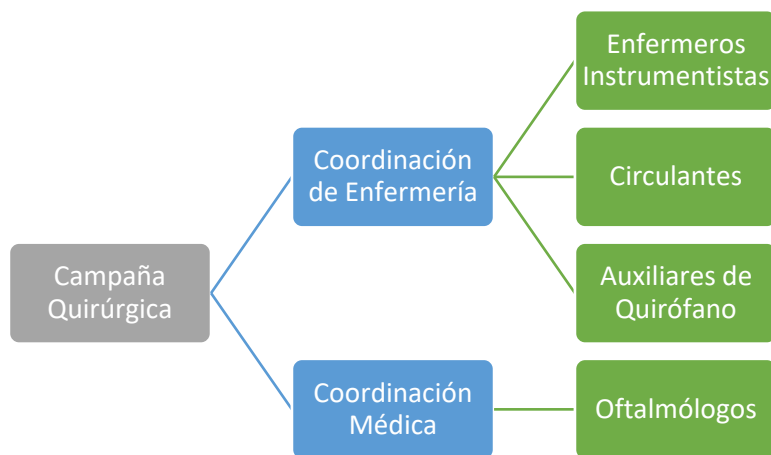 Campaña
Quirúrgica
Coordinación
de Enfermería
Enfermeros
Instrumentistas
Circulantes
Auxiliares de
Quirófano
Coordinación
Médica
Oftalmólogos